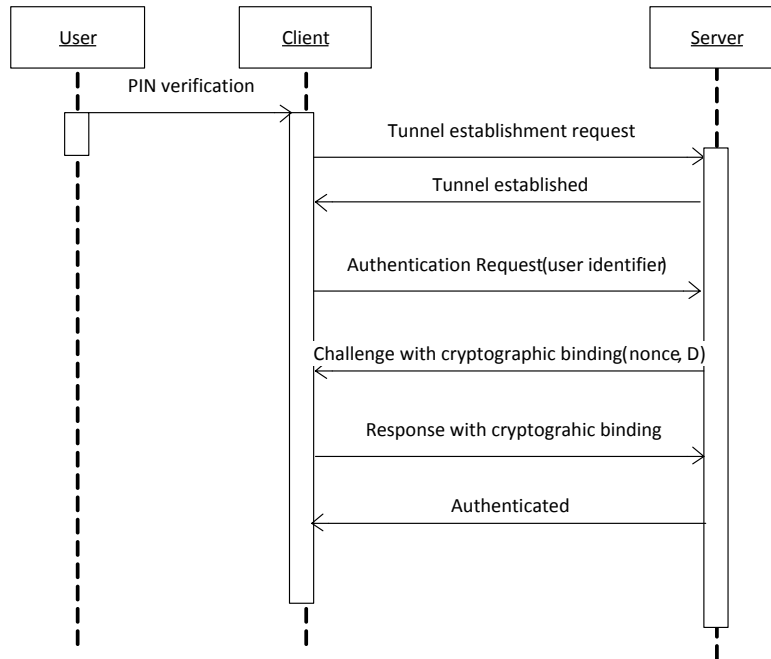 User
Client
Server
PIN verification
Tunnel establishment request
Tunnel established
Authentication Request(user identifier)
Challenge with cryptographic binding(nonce, D)
Response with cryptograhic binding
Authenticated